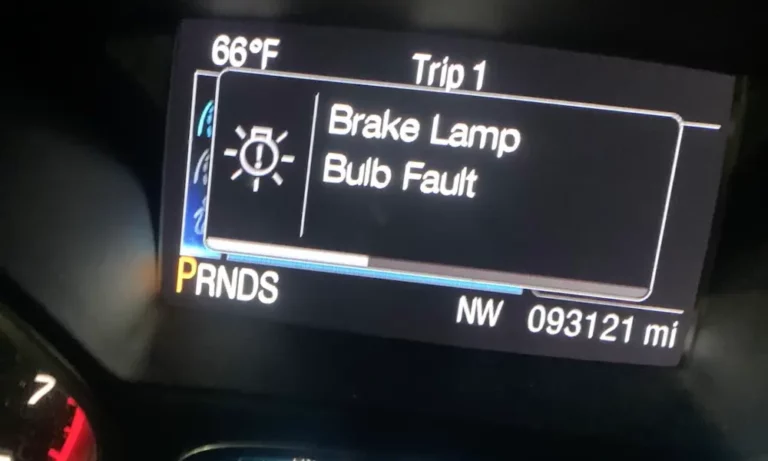 66°F
Trip 1
Brake Lamp
Bulb Fault
PRNDS
NW 093121 mi
7